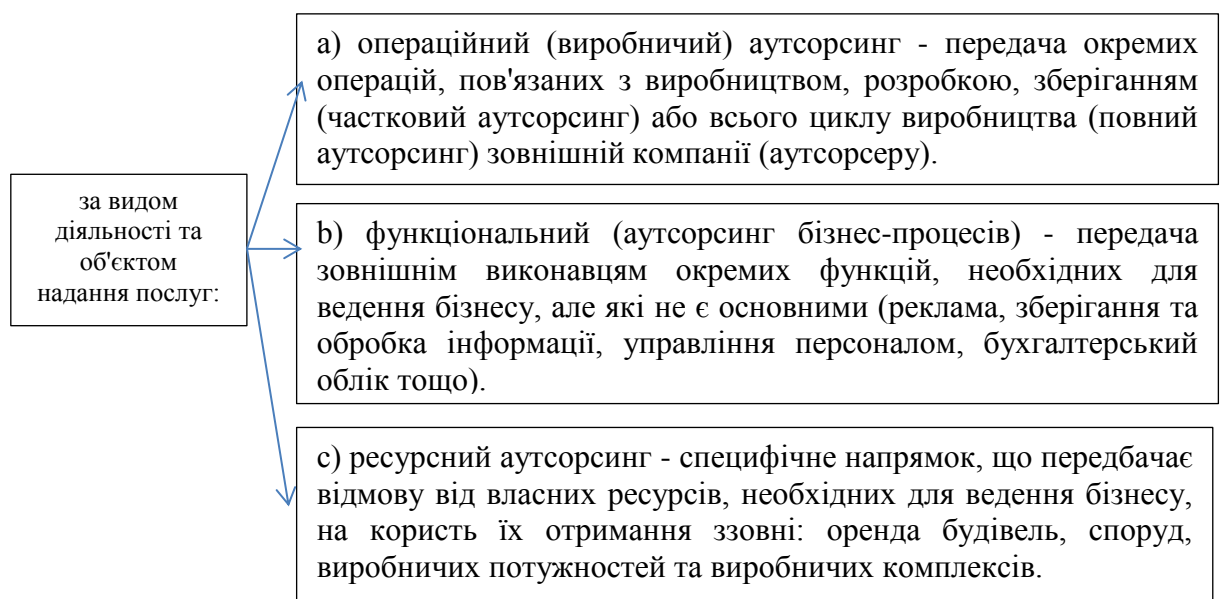 за видом
діяльності та
об'єктом
надання послуг:
a) операційний (виробничий) аутсорсинг - передача окремих
операцій, пов'язаних з виробництвом, розробкою, зберіганням
(частковий аутсорсинг) або всього циклу виробництва (повний
аутсорсинг) зовнішній компанії (аутсорсеру).
b) функціональний (аутсорсинг бізнес-процесів) - передача
зовнішнім виконавцям окремих функцій, необхідних для
ведення бізнесу, але які не є основними (реклама, зберігання та
обробка інформації, управління персоналом, бухгалтерський
облік тощо).
c) ресурсний аутсорсинг - специфічне напрямок, що передбачає
відмову від власних ресурсів, необхідних для ведення бізнесу,
на користь їх отримання ззовні: оренда будівель, споруд,
виробничих потужностей та виробничих комплексів.